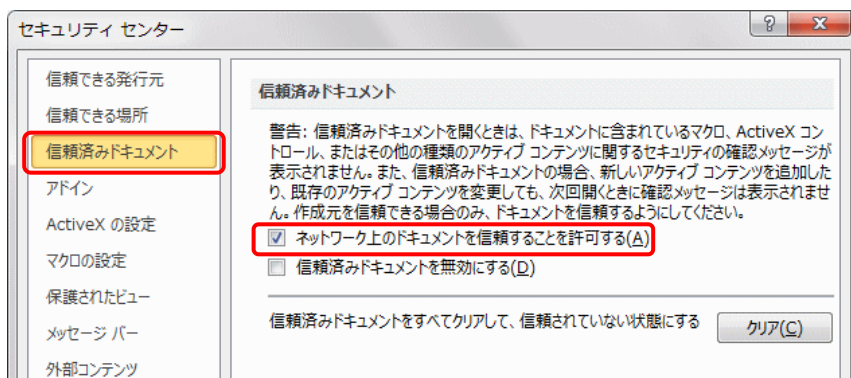 セキュリティ センター
信頼できる発行元
信頼できる場所
信頼済みドキュメント
アドイン
ActiveX の設定
マクロの設定
保護されたビュー
メッセージ バー
外部コンテンツ
信頼済みドキュメント
警告: 信頼済みドキュメントを開くときは、ドキュメントに含まれているマクロ、ActiveX コン
トロール、またはその他の種類のアクティブ コンテンツに関するセキュリティの確認メッセージが
表示されません。また、信頼済みドキュメントの場合、新しいアクティブ コンテンツを追加した
り、既存のアクティブ コンテンツを変更しても、次回開くときに確認メッセージは表示されませ
ん。作成元を信頼できる場合のみ、ドキュメントを信頼するようにしてください。
ネットワーク上のドキュメントを信頼することを許可する(A)
信頼済みドキュメントを無効にする(D)
信頼済みドキュメントをすべてクリアして、信頼されていない状態にする
クリア(C)